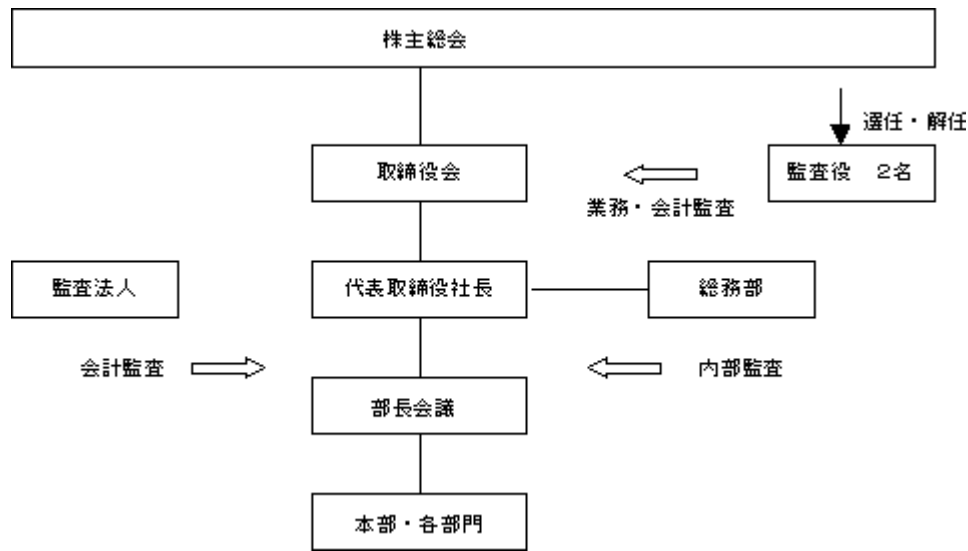 株主総会
選任・解任
取締役会
監査役　２名
業務・会計監査
監査法人
代表取締役社長
総務部
会計監査
内部監査
部長会議
本部・各部門